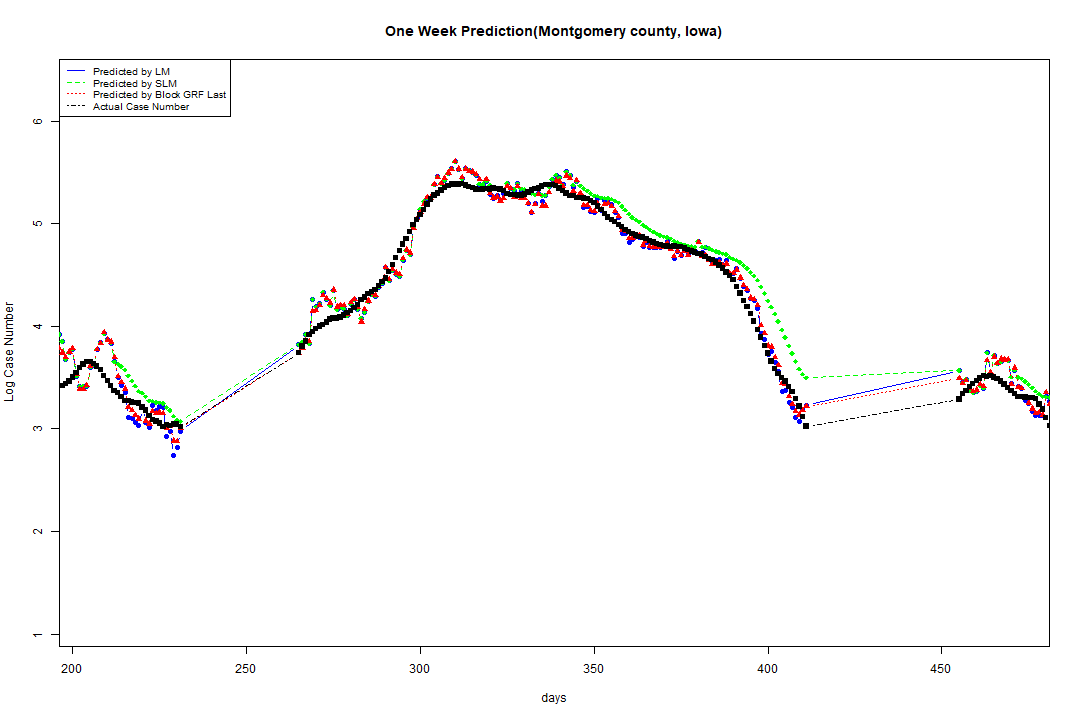 One Week Prediction(Montgomery county, Iowa)
Predicted by LM
Predicted by SLM
Predicted by Block GRF Last
Actual Case Number
6
5
4
3
2
1
Log Case Number
200 250 300 350 400 450
days